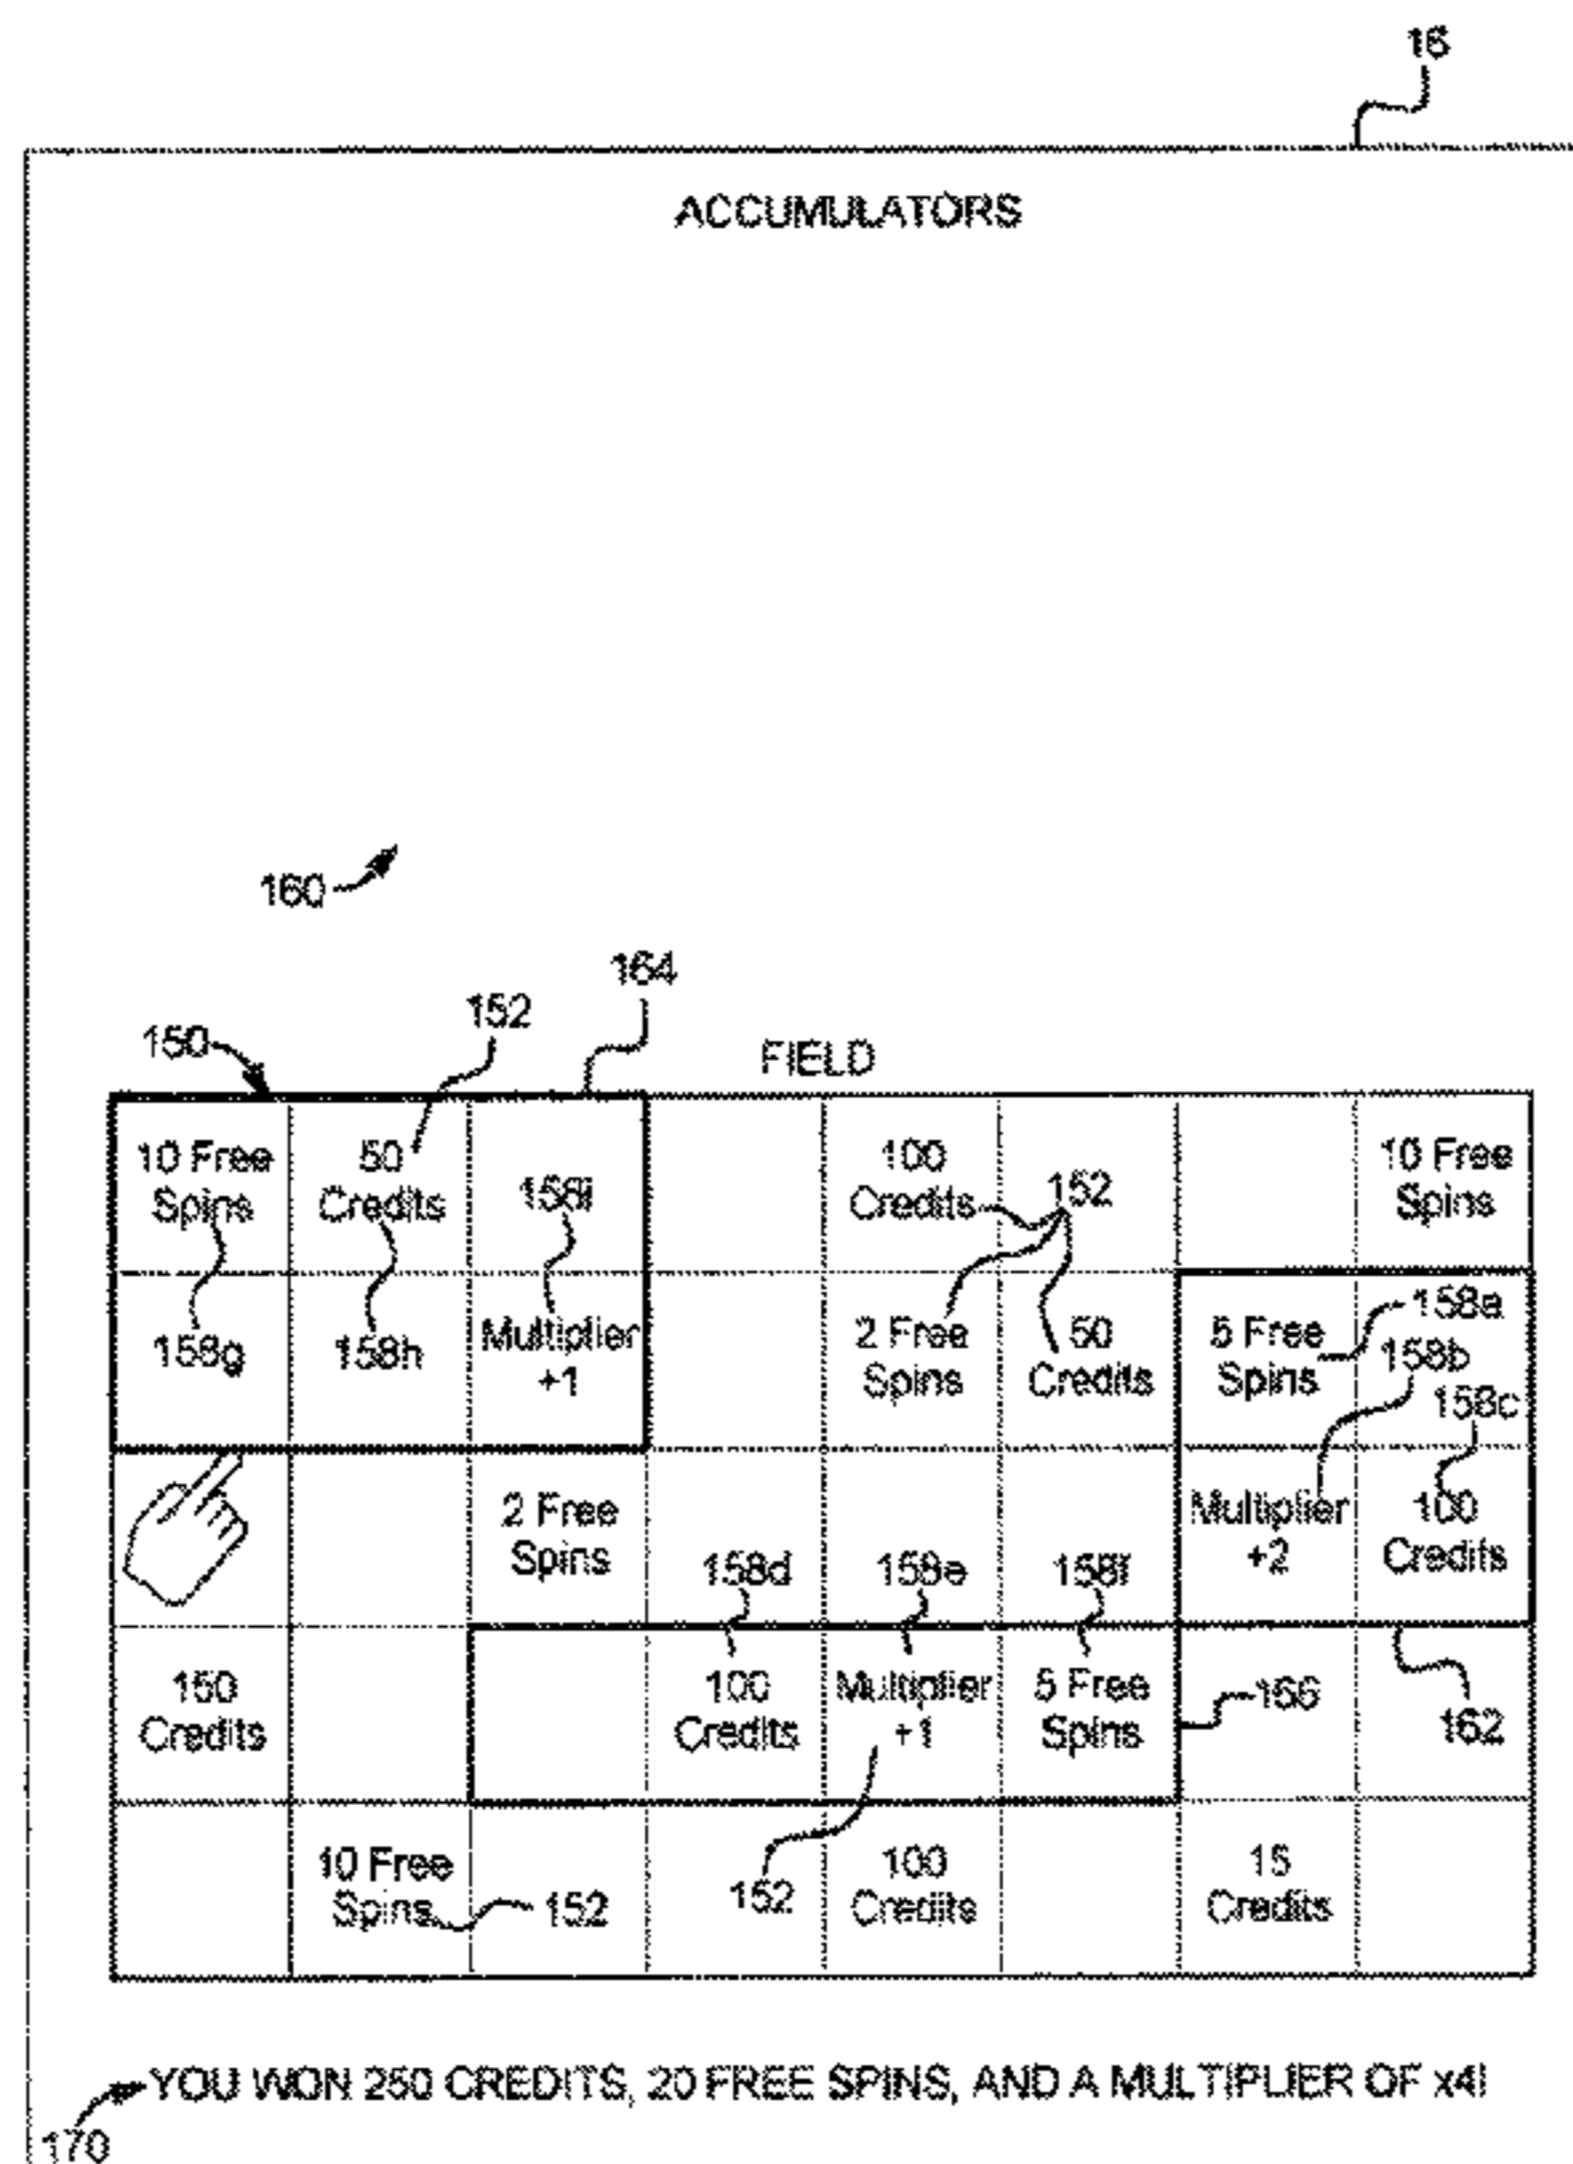 16
ACCUMULATORS
160
164
152
150
FIELD
10 Free Spins
50 Credits
158i
100 Credits
152
10 Free Spins
158g
158h
Multiplier +1
2 Free Spins
50 Credits
5 Free Spins
158a
158b
158c
2 Free Spins
158d
158e
158f
Multiplier +2
100 Credits
150 Credits
100 Credits
Multiplier +1
5 Free Spins
166
162
10 Free Spins
152
152
100 Credits
15 Credits
YOU WON 250 CREDITS, 20 FREE SPINS, AND A MULTIPLIER OF x4!
170